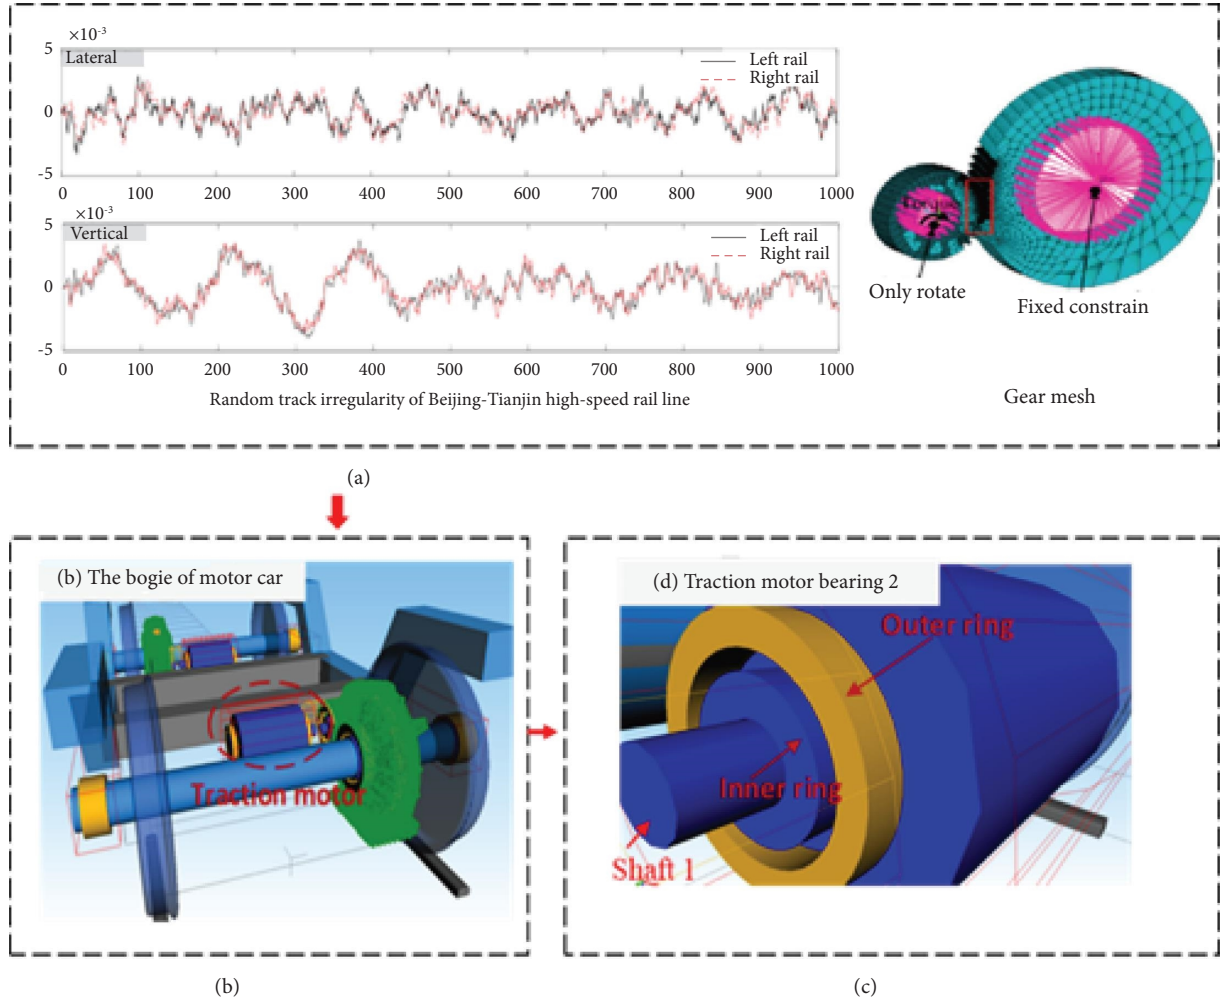 ×10⁻³
5
Lateral
Left rail
Right rail
0
-5
0 100 200 300 400 500 600 700 800 900 1000
×10⁻³
5
Vertical
Left rail
Right rail
0
-5
0 100 200 300 400 500 600 700 800 900 1000
Random track irregularity of Beijing-Tianjin high-speed rail line
Torque
Only rotate
Fixed constrain
Gear mesh
(a)
(b) The bogie of motor car
Traction motor
(b)
(d) Traction motor bearing 2
Outer ring
Inner ring
Shaft 1
(c)